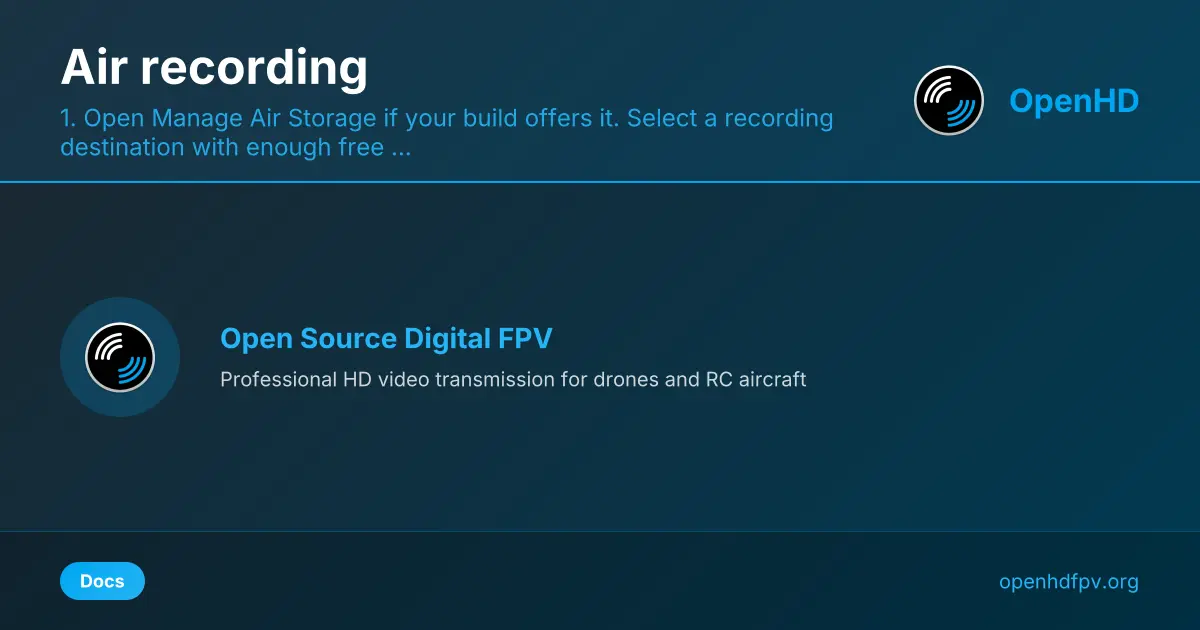 Air recording
1. Open Manage Air Storage if your build offers it. Select a recording
destination with enough free ...
OpenHD
Open Source Digital FPV
Professional HD video transmission for drones and RC aircraft
Docs
openhdfpv.org